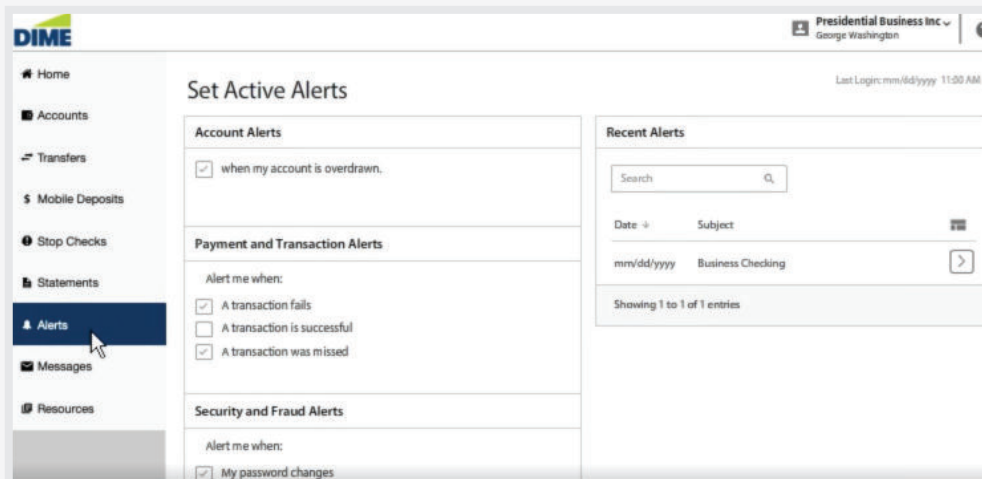 DIME
Presidential Business Inc
George Washington
Home
Accounts
Transfers
$ Mobile Deposits
Stop Checks
Statements
Alerts
Messages
Resources
Set Active Alerts
Last Login: mm/dd/yyyy 11:00 AM
Account Alerts
when my account is overdrawn.
Payment and Transaction Alerts
Alert me when:
A transaction fails
A transaction is successful
A transaction was missed
Security and Fraud Alerts
Alert me when:
My password changes
Recent Alerts
Search
Date Subject
mm/dd/yyyy Business Checking
Showing 1 to 1 of 1 entries